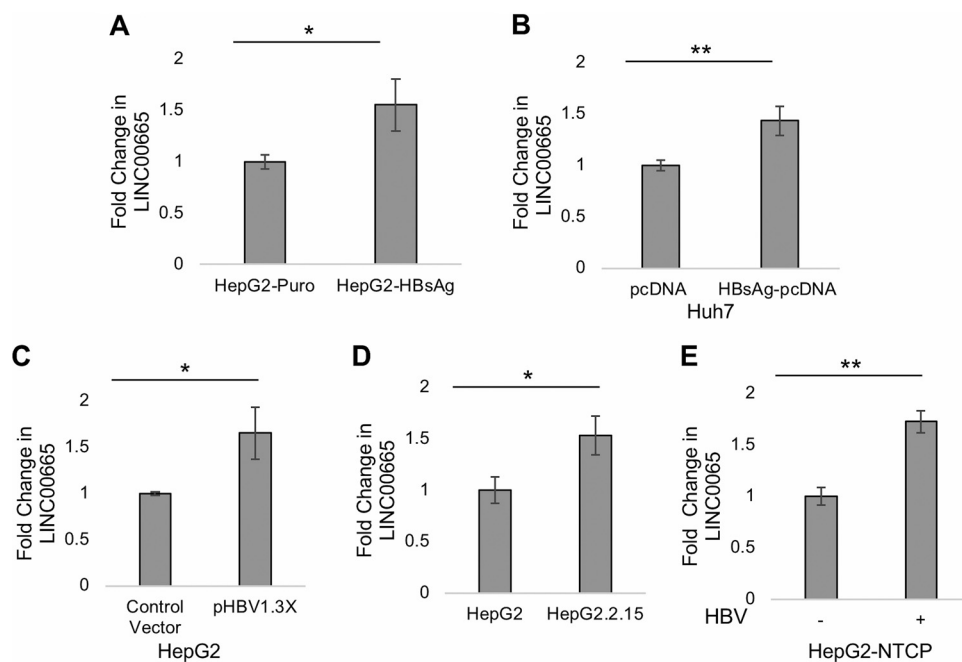 A
*
Fold Change in
LINC00665
2
1.5
1
0.5
0
HepG2-Puro HepG2-HBsAg
B
**
Fold Change in
LINC00665
2
1.5
1
0.5
0
pcDNA HBsAg-pcDNA
Huh7
C
*
Fold Change in
LINC00665
2
1.5
1
0.5
0
Control
Vector
pHBV1.3X
HepG2
D
*
Fold Change in
LINC00665
2
1.5
1
0.5
0
HepG2 HepG2.2.15
E
**
Fold Change in
LINC0065
2
1.5
1
0.5
0
HBV - +
HepG2-NTCP